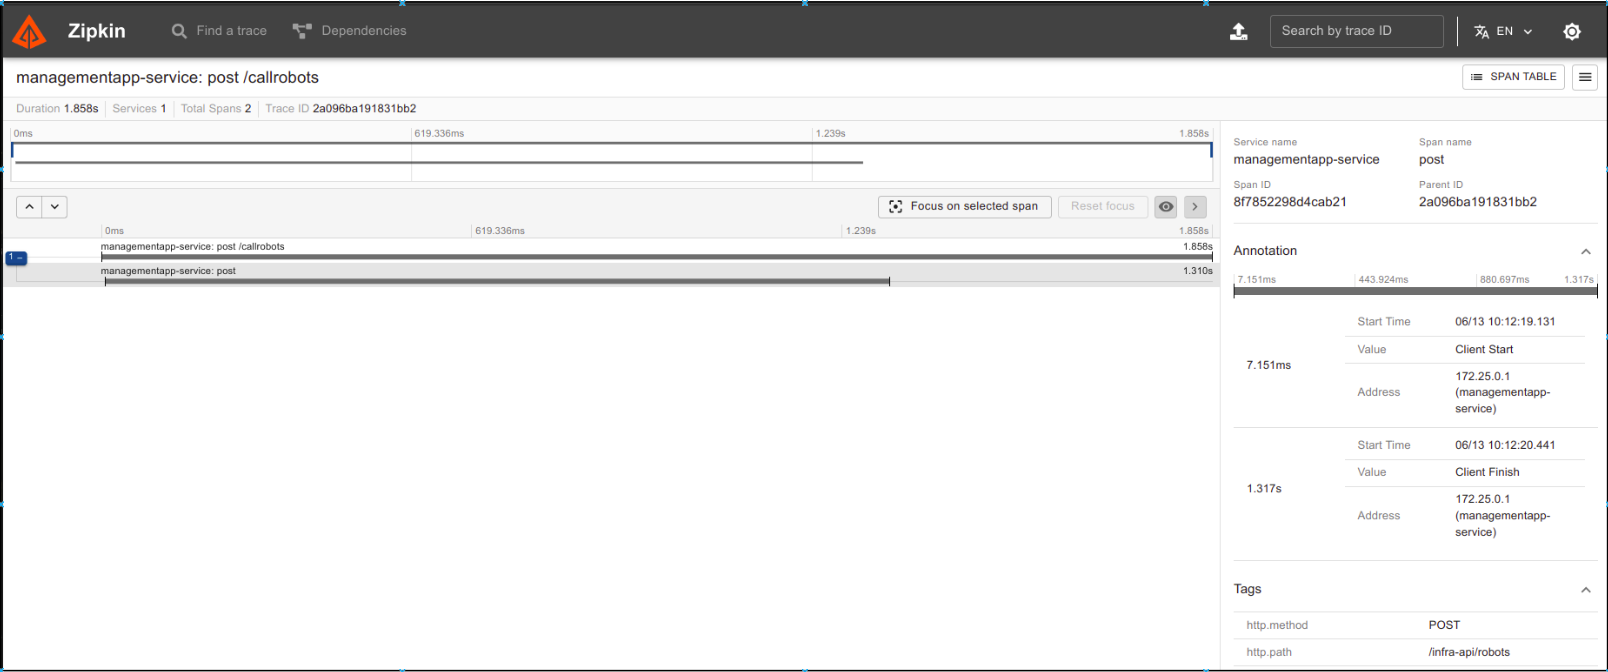 Zipkin Find a trace Dependencies Search by trace ID EN
managementapp-service: post /callrobots SPAN TABLE
Duration 1.858s Services 1 Total Spans 2 Trace ID 2a096ba191831bb2
0ms 619.336ms 1.239s 1.858s
Focus on selected span Reset focus
0ms 619.336ms 1.239s 1.858s
managementapp-service: post /callrobots 1.858s
1 –
managementapp-service: post 1.310s
Service name Span name
managementapp-service post
Span ID Parent ID
8f7852298d4cab21 2a096ba191831bb2
Annotation
7.151ms 443.924ms 880.697ms 1.317s
Start Time 06/13 10:12:19.131
Value Client Start
7.151ms
Address 172.25.0.1
(managementapp-
service)
Start Time 06/13 10:12:20.441
Value Client Finish
1.317s
Address 172.25.0.1
(managementapp-
service)
Tags
http.method POST
http.path /infra-api/robots